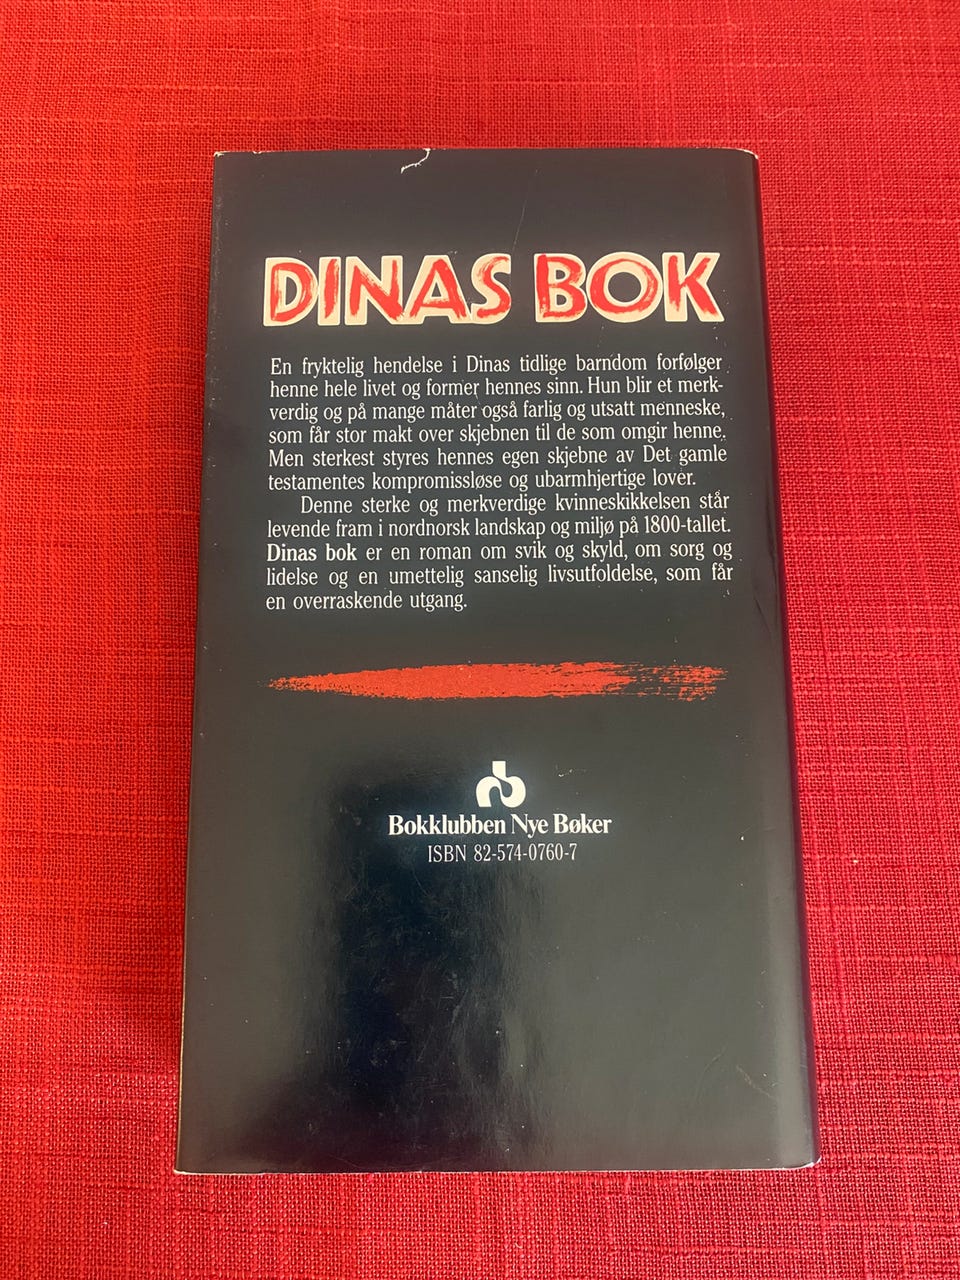 DINAS BOK
En fryktelig hendelse i Dinas tidlige barndom forfølger
henne hele livet og former hennes sinn. Hun blir et merk-
verdig og på mange måter også farlig og utsatt menneske,
som får stor makt over skjebnen til de som omgir henne.
Men sterkest styres hennes egen skjebne av Det gamle
testamentes kompromissløse og ubarmhjertige lover.
Denne sterke og merkverdige kvinneskikkelsen står
levende fram i nordnorsk landskap og miljø på 1800-tallet.
Dinas bok er en roman om svik og skyld, om sorg og
lidelse og en umettelig sanselig livsutfoldelse, som får
en overraskende utgang.
Bokklubben Nye Bøker
ISBN 82-574-0760-7